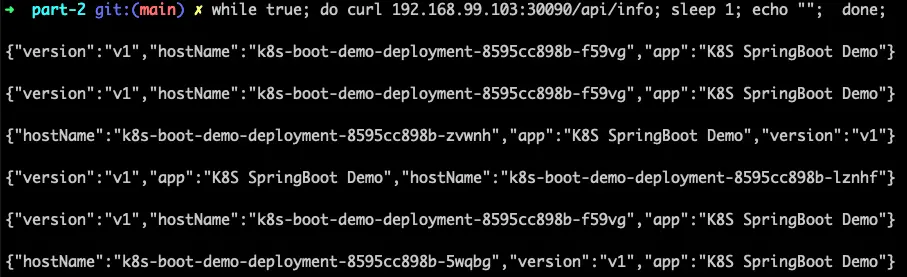 ➜ part-2 git:(main) ✗ while true; do curl 192.168.99.103:30090/api/info; sleep 1; echo ""; done;
{"version":"v1","hostName":"k8s-boot-demo-deployment-8595cc898b-f59vg","app":"K8S SpringBoot Demo"}
{"version":"v1","hostName":"k8s-boot-demo-deployment-8595cc898b-f59vg","app":"K8S SpringBoot Demo"}
{"hostName":"k8s-boot-demo-deployment-8595cc898b-zvwnh","app":"K8S SpringBoot Demo","version":"v1"}
{"version":"v1","app":"K8S SpringBoot Demo","hostName":"k8s-boot-demo-deployment-8595cc898b-lznhf"}
{"version":"v1","hostName":"k8s-boot-demo-deployment-8595cc898b-f59vg","app":"K8S SpringBoot Demo"}
{"hostName":"k8s-boot-demo-deployment-8595cc898b-5wqbg","version":"v1","app":"K8S SpringBoot Demo"}